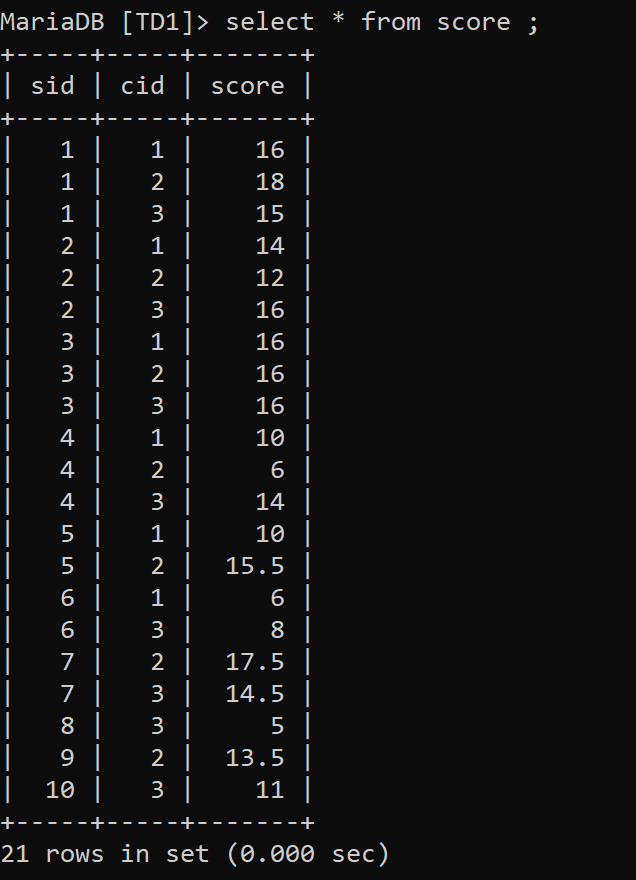 MariaDB [TD1]> select * from score ;
+-----+-----+-------+
| sid | cid | score |
+-----+-----+-------+
|   1 |   1 |    16 |
|   1 |   2 |    18 |
|   1 |   3 |    15 |
|   2 |   1 |    14 |
|   2 |   2 |    12 |
|   2 |   3 |    16 |
|   3 |   1 |    16 |
|   3 |   2 |    16 |
|   3 |   3 |    16 |
|   4 |   1 |    10 |
|   4 |   2 |     6 |
|   4 |   3 |    14 |
|   5 |   1 |    10 |
|   5 |   2 |  15.5 |
|   6 |   1 |     6 |
|   6 |   3 |     8 |
|   7 |   2 |  17.5 |
|   7 |   3 |  14.5 |
|   8 |   3 |     5 |
|   9 |   2 |  13.5 |
|  10 |   3 |    11 |
+-----+-----+-------+
21 rows in set (0.000 sec)